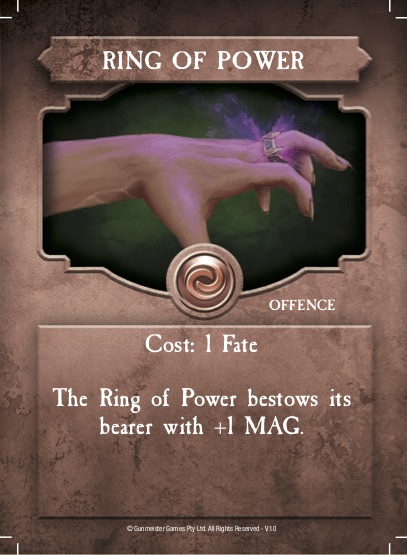 RING OF POWER
OFFENCE
Cost: 1 Fate
The Ring of Power bestows its
bearer with +1 MAG.
© Gunmeister Games Pty Ltd. All Rights Reserved - V1.0